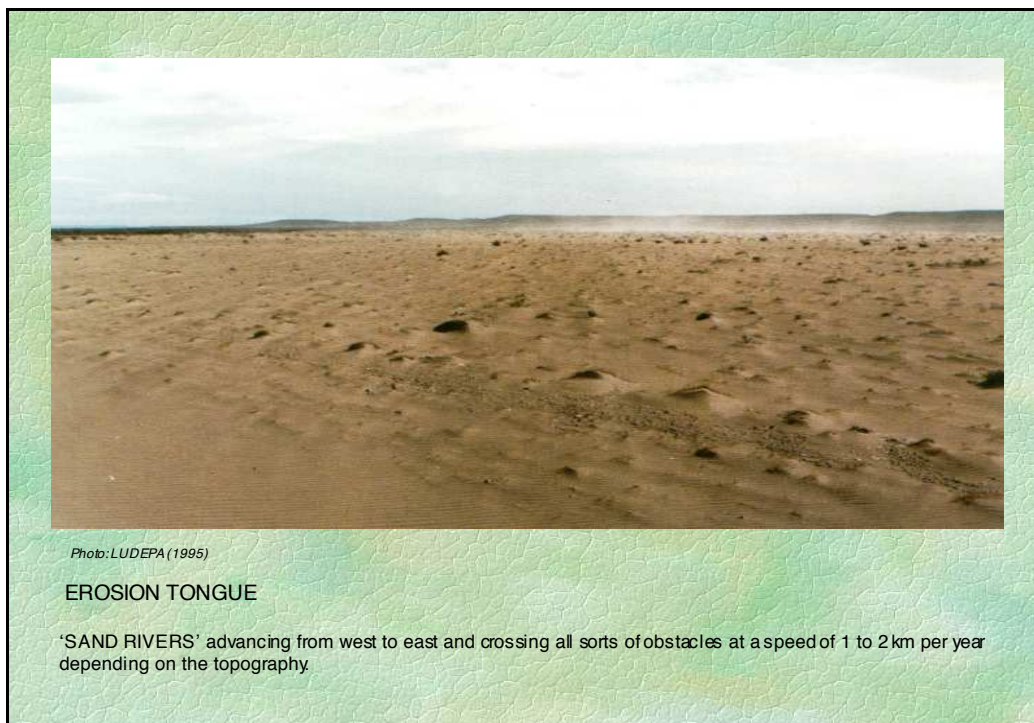 Photo: LUDEPA (1995)
EROSION TONGUE
‘SAND RIVERS’ advancing from west to east and crossing all sorts of obstacles at a speed of 1 to 2 km per year
depending on the topography.